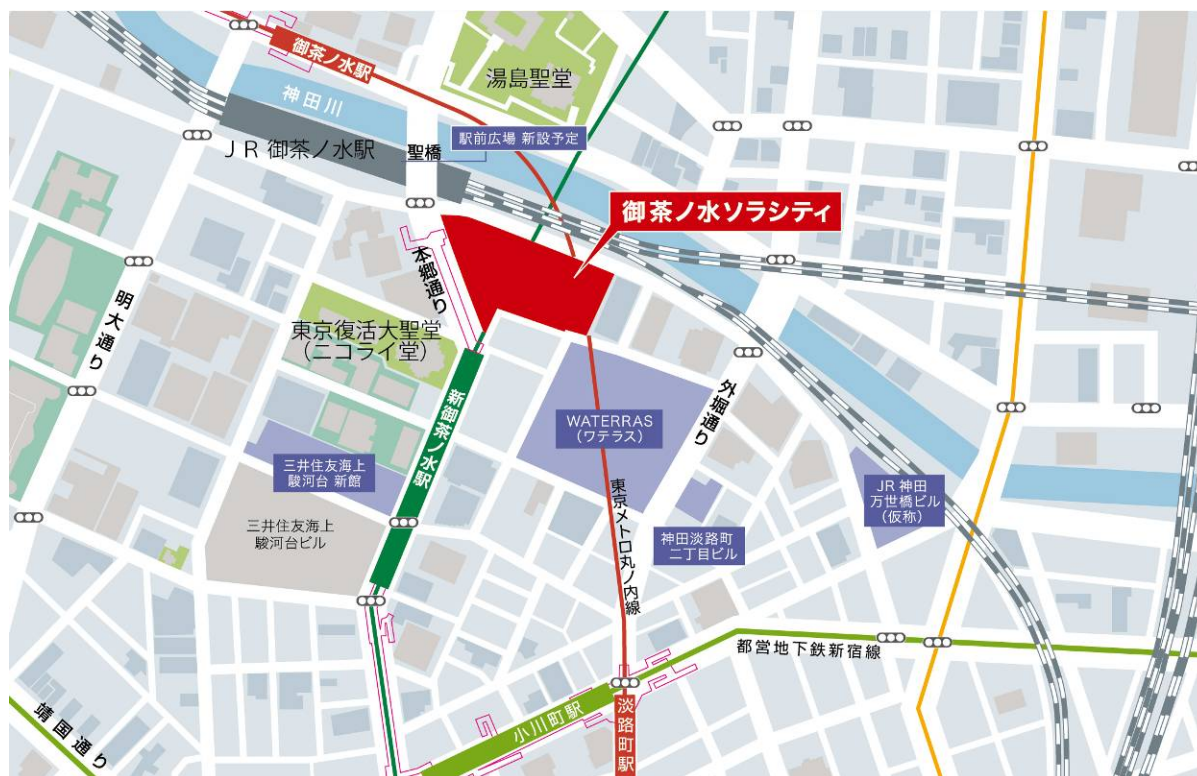 御茶ノ水駅
湯島聖堂
神田川
駅前広場 新設予定
JR 御茶ノ水駅
聖橋
御茶ノ水ソラシティ
本郷通り
明大通り
東京復活大聖堂
(ニコライ堂)
新御茶ノ水駅
外堀通り
WATERRAS
(ワテラス)
三井住友海上
駿河台 新館
東京メトロ丸ノ内線
JR 神田
万世橋ビル
(仮称)
三井住友海上
駿河台ビル
神田淡路町
二丁目ビル
都営地下鉄新宿線
靖国通り
小川町駅
淡路町駅